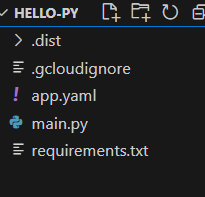 HELLO-PY
.dist
.gcloudignore
app.yaml
main.py
requirements.txt